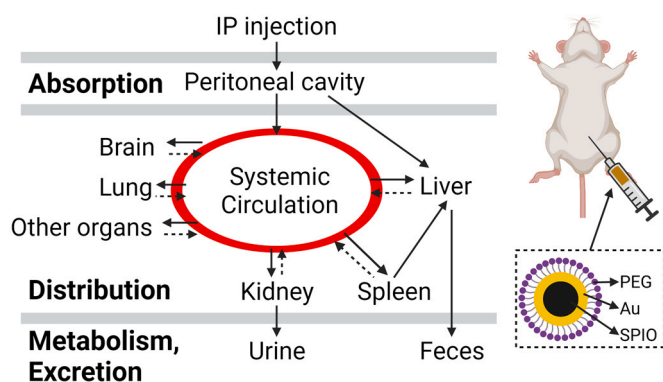 IP injection
Absorption
Peritoneal cavity
Brain
Lung
Other organs
Systemic
Circulation
Liver
Distribution
Kidney
Spleen
Metabolism,
Excretion
Urine
Feces
PEG
Au
SPIO